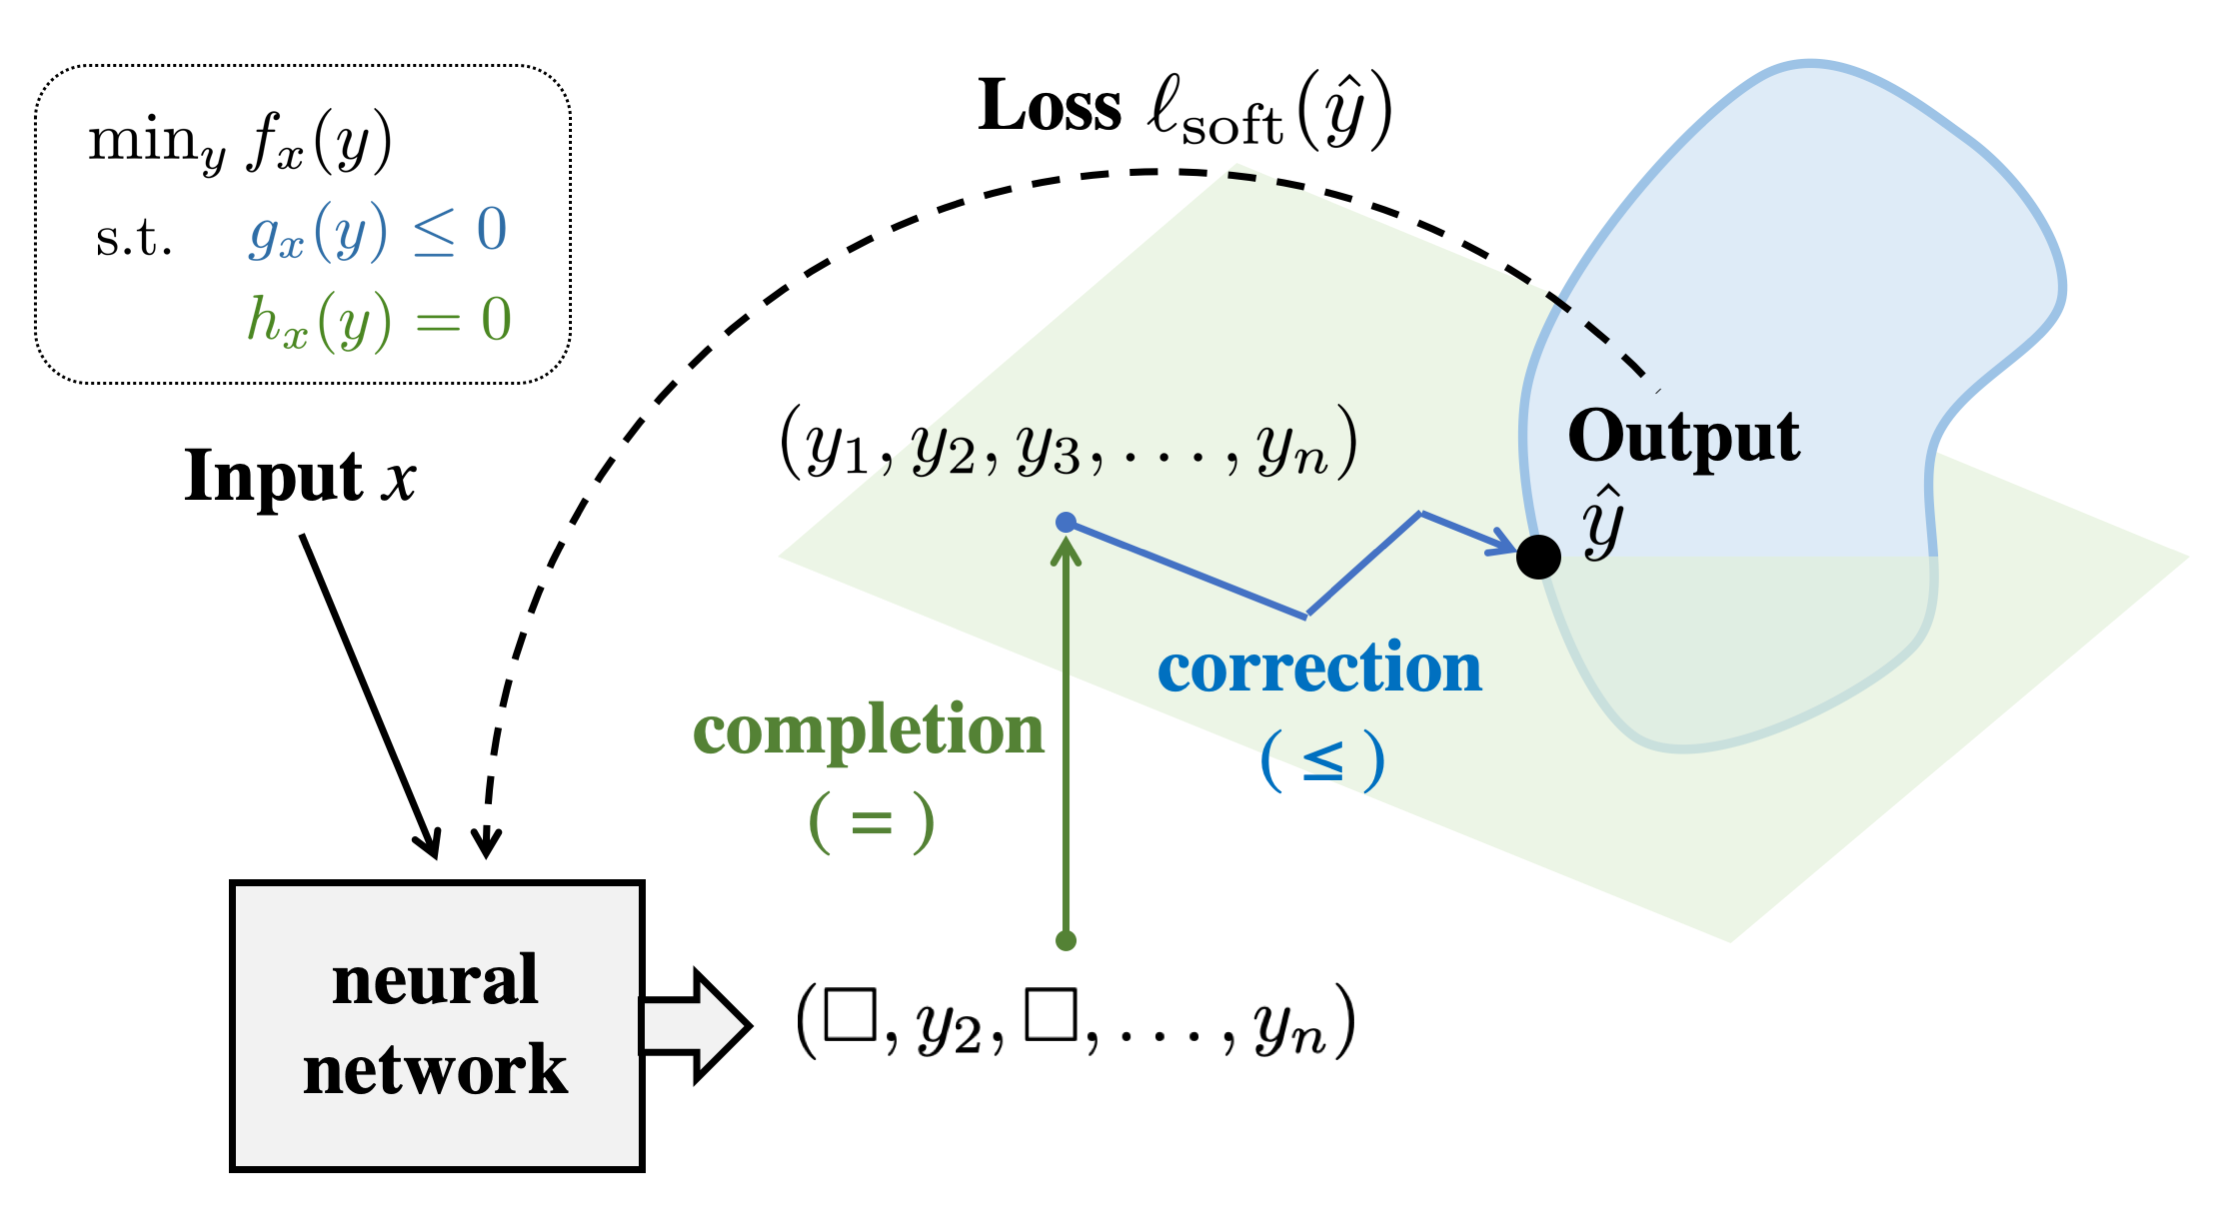 min_y f_x(y)
s.t. g_x(y) ≤ 0
h_x(y) = 0
Loss ℓ_soft(ŷ)
Input x
(y_1, y_2, y_3, . . . , y_n)
Output
ŷ
correction
( ≤ )
completion
( = )
neural
network
(□, y_2, □, . . . , y_n)